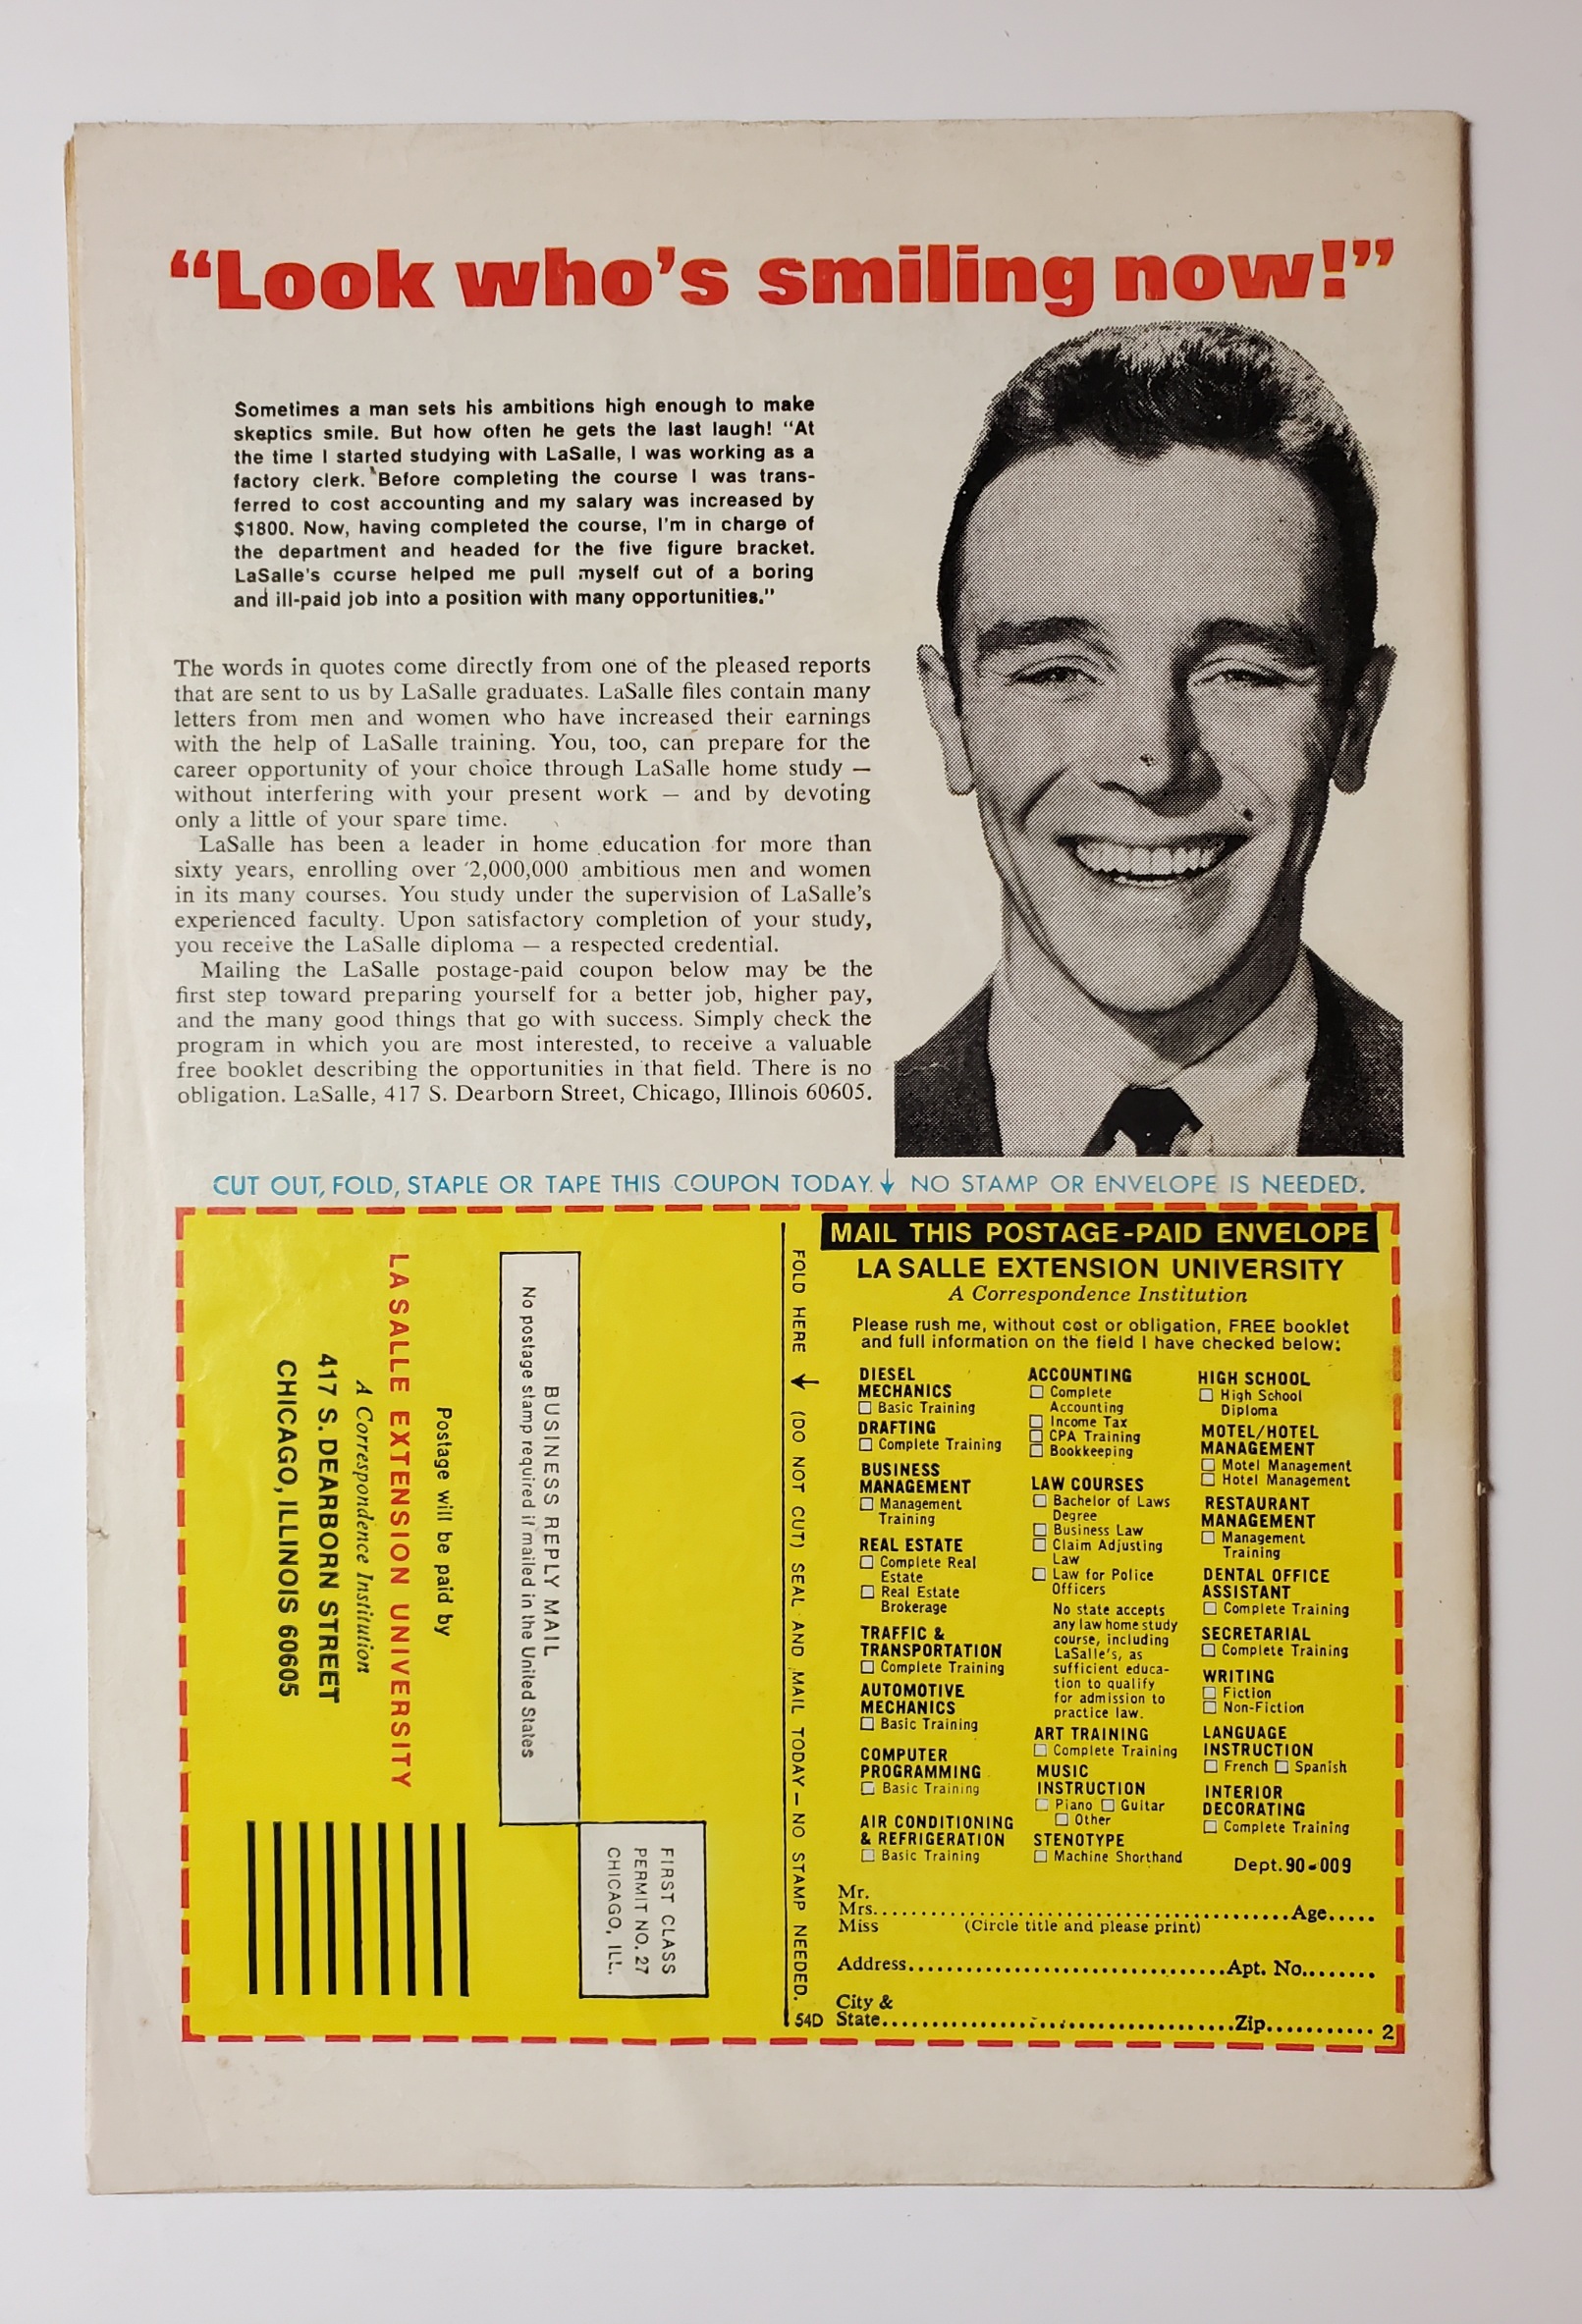 “Look who’s smiling now!”
Sometimes a man sets his ambitions high enough to make
skeptics smile. But how often he gets the last laugh! “At
the time I started studying with LaSalle, I was working as a
factory clerk. Before completing the course I was trans-
ferred to cost accounting and my salary was increased by
$1800. Now, having completed the course, I'm in charge of
the department and headed for the five figure bracket.
LaSalle's course helped me pull myself out of a boring
and ill-paid job into a position with many opportunities.”
The words in quotes come directly from one of the pleased reports
that are sent to us by LaSalle graduates. LaSalle files contain many
letters from men and women who have increased their earnings
with the help of LaSalle training. You, too, can prepare for the
career opportunity of your choice through LaSalle home study —
without interfering with your present work — and by devoting
only a little of your spare time.
LaSalle has been a leader in home education for more than
sixty years, enrolling over 2,000,000 ambitious men and women
in its many courses. You study under the supervision of LaSalle's
experienced faculty. Upon satisfactory completion of your study,
you receive the LaSalle diploma — a respected credential.
Mailing the LaSalle postage-paid coupon below may be the
first step toward preparing yourself for a better job, higher pay,
and the many good things that go with success. Simply check the
program in which you are most interested, to receive a valuable
free booklet describing the opportunities in that field. There is no
obligation. LaSalle, 417 S. Dearborn Street, Chicago, Illinois 60605.
CUT OUT, FOLD, STAPLE OR TAPE THIS COUPON TODAY. ↓ NO STAMP OR ENVELOPE IS NEEDED.
FIRST CLASS
PERMIT NO. 27
CHICAGO, ILL.
BUSINESS REPLY MAIL
No postage stamp required if mailed in the United States
Postage will be paid by
LA SALLE EXTENSION UNIVERSITY
A Correspondence Institution
417 S. DEARBORN STREET
CHICAGO, ILLINOIS 60605
FOLD HERE (DO NOT CUT) SEAL AND MAIL TODAY — NO STAMP NEEDED.
54D
MAIL THIS POSTAGE-PAID ENVELOPE
LA SALLE EXTENSION UNIVERSITY
A Correspondence Institution
Please rush me, without cost or obligation, FREE booklet
and full information on the field I have checked below:
DIESEL
MECHANICS
☐ Basic Training
DRAFTING
☐ Complete Training
BUSINESS
MANAGEMENT
☐ Management
Training
REAL ESTATE
☐ Complete Real
Estate
☐ Real Estate
Brokerage
TRAFFIC &
TRANSPORTATION
☐ Complete Training
AUTOMOTIVE
MECHANICS
☐ Basic Training
COMPUTER
PROGRAMMING
☐ Basic Training
AIR CONDITIONING
& REFRIGERATION
☐ Basic Training
ACCOUNTING
☐ Complete
Accounting
☐ Income Tax
☐ CPA Training
☐ Bookkeeping
LAW COURSES
☐ Bachelor of Laws
Degree
☐ Business Law
☐ Claim Adjusting
Law
☐ Law for Police
Officers
No state accepts
any law home study
course, including
LaSalle's, as
sufficient educa-
tion to qualify
for admission to
practice law.
ART TRAINING
☐ Complete Training
MUSIC
INSTRUCTION
☐ Piano ☐ Guitar
☐ Other
STENOTYPE
☐ Machine Shorthand
HIGH SCHOOL
☐ High School
Diploma
MOTEL/HOTEL
MANAGEMENT
☐ Motel Management
☐ Hotel Management
RESTAURANT
MANAGEMENT
☐ Management
Training
DENTAL OFFICE
ASSISTANT
☐ Complete Training
SECRETARIAL
☐ Complete Training
WRITING
☐ Fiction
☐ Non-Fiction
LANGUAGE
INSTRUCTION
☐ French ☐ Spanish
INTERIOR
DECORATING
☐ Complete Training
Dept. 90-009
Mr.
Mrs. Age
Miss (Circle title and please print)
Address Apt. No.
City &
State Zip 2